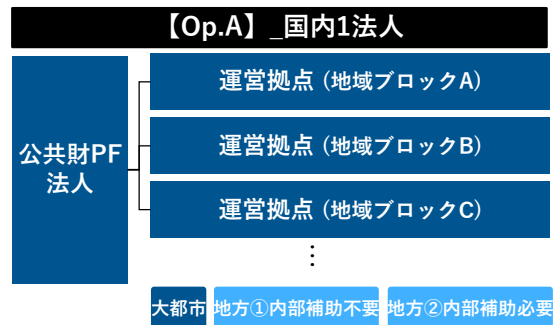 【Op.A】_国内1法人
公共財PF
法人
運営拠点 (地域ブロックA)
運営拠点 (地域ブロックB)
運営拠点 (地域ブロックC)
⋮
大都市 地方①内部補助不要 地方②内部補助必要